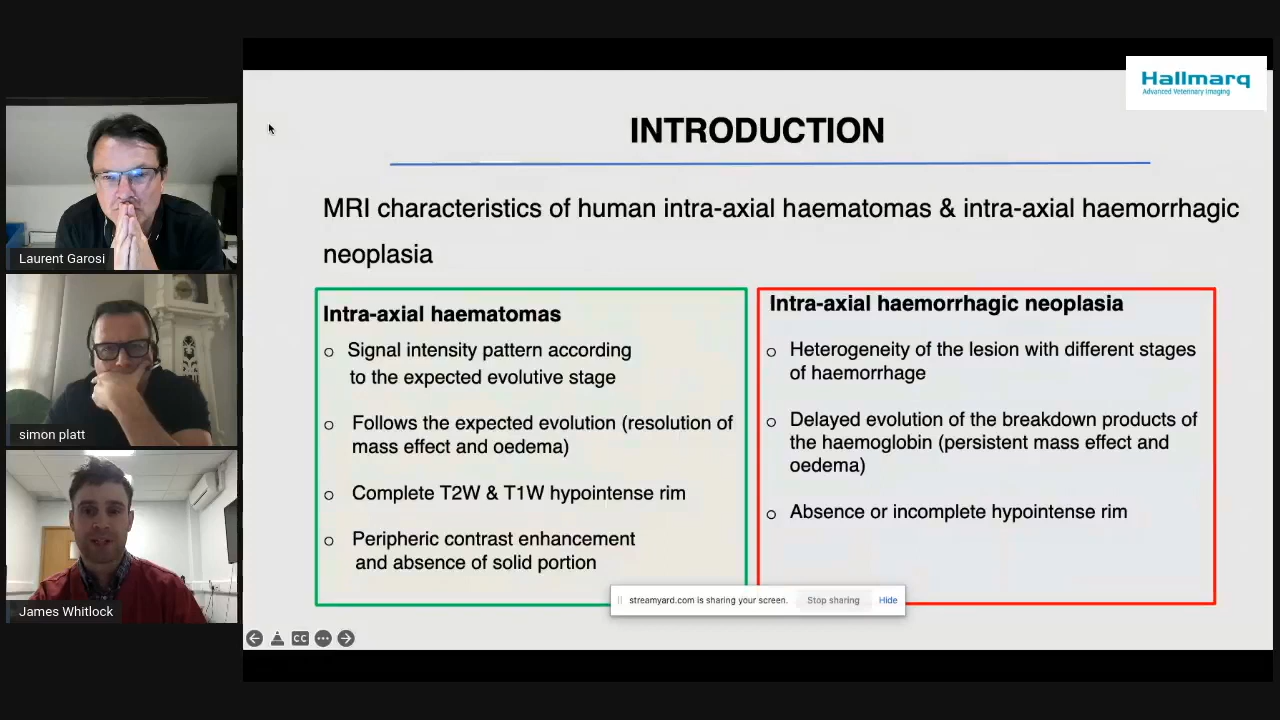 Hallmarq
Advanced Veterinary Imaging
INTRODUCTION
MRI characteristics of human intra-axial haematomas & intra-axial haemorrhagic
neoplasia
Intra-axial haematomas
o Signal intensity pattern according
to the expected evolutive stage
o Follows the expected evolution (resolution of
mass effect and oedema)
o Complete T2W & T1W hypointense rim
o Peripheric contrast enhancement
and absence of solid portion
Intra-axial haemorrhagic neoplasia
o Heterogeneity of the lesion with different stages
of haemorrhage
o Delayed evolution of the breakdown products of
the haemoglobin (persistent mass effect and
oedema)
o Absence or incomplete hypointense rim
streamyard.com is sharing your screen. Stop sharing Hide
CC
Laurent Garosi
simon platt
James Whitlock